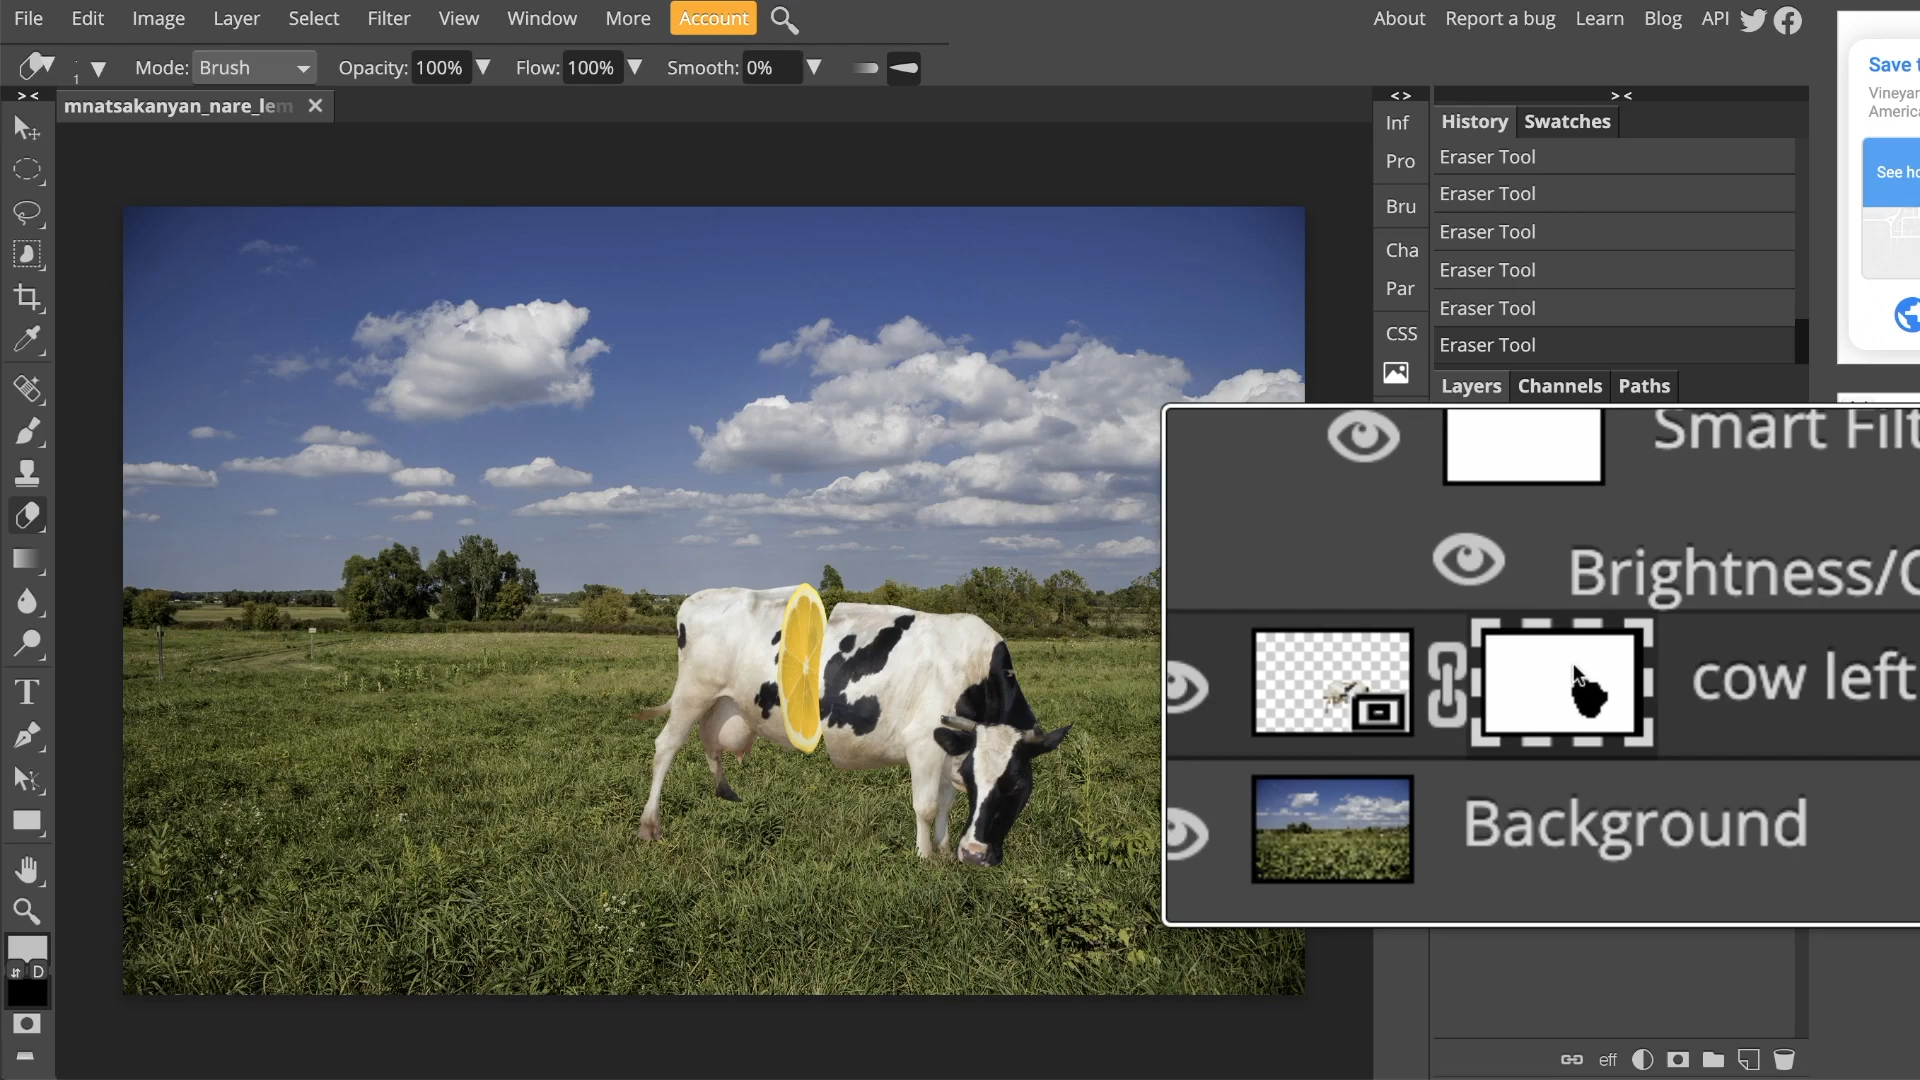 File Edit Image Layer Select Filter View Window More Account
About Report a bug Learn Blog API
1 Mode: Brush Opacity: 100% Flow: 100% Smooth: 0%
> <
mnatsakanyan_nare_lem
< >
> <
Inf
Pro
Bru
Cha
Par
CSS
History Swatches
Eraser Tool
Eraser Tool
Eraser Tool
Eraser Tool
Eraser Tool
Eraser Tool
Layers Channels Paths
Smart Filt
Brightness/C
cow left
Background
T
D
eff
Save t
Vineyar
America
See ho